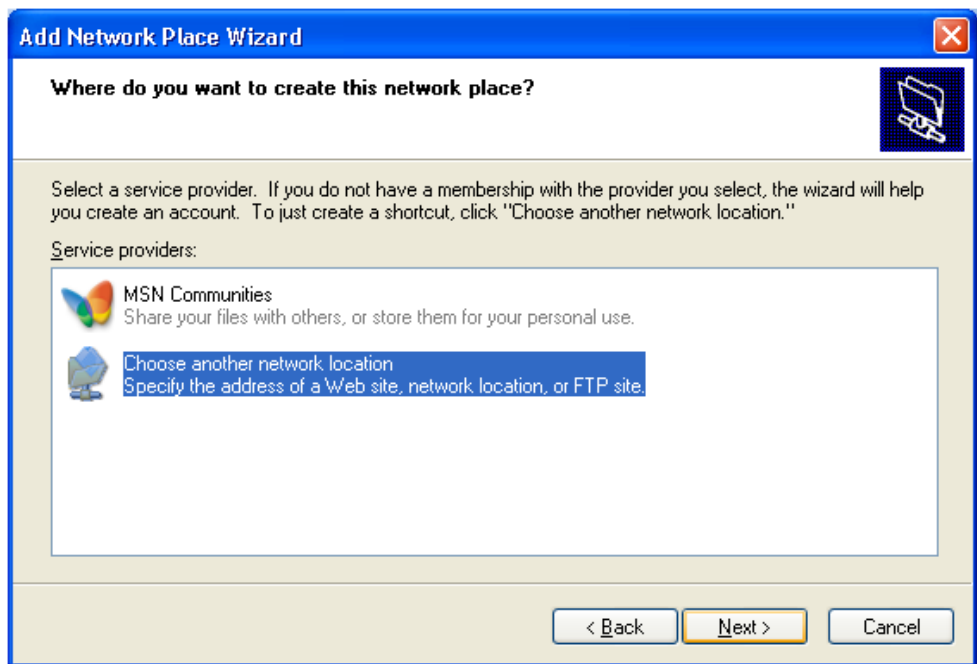 Add Network Place Wizard
Where do you want to create this network place?
Select a service provider. If you do not have a membership with the provider you select, the wizard will help
you create an account. To just create a shortcut, click "Choose another network location."
Service providers:
MSN Communities
Share your files with others, or store them for your personal use.
Choose another network location
Specify the address of a Web site, network location, or FTP site.
< Back
Next >
Cancel